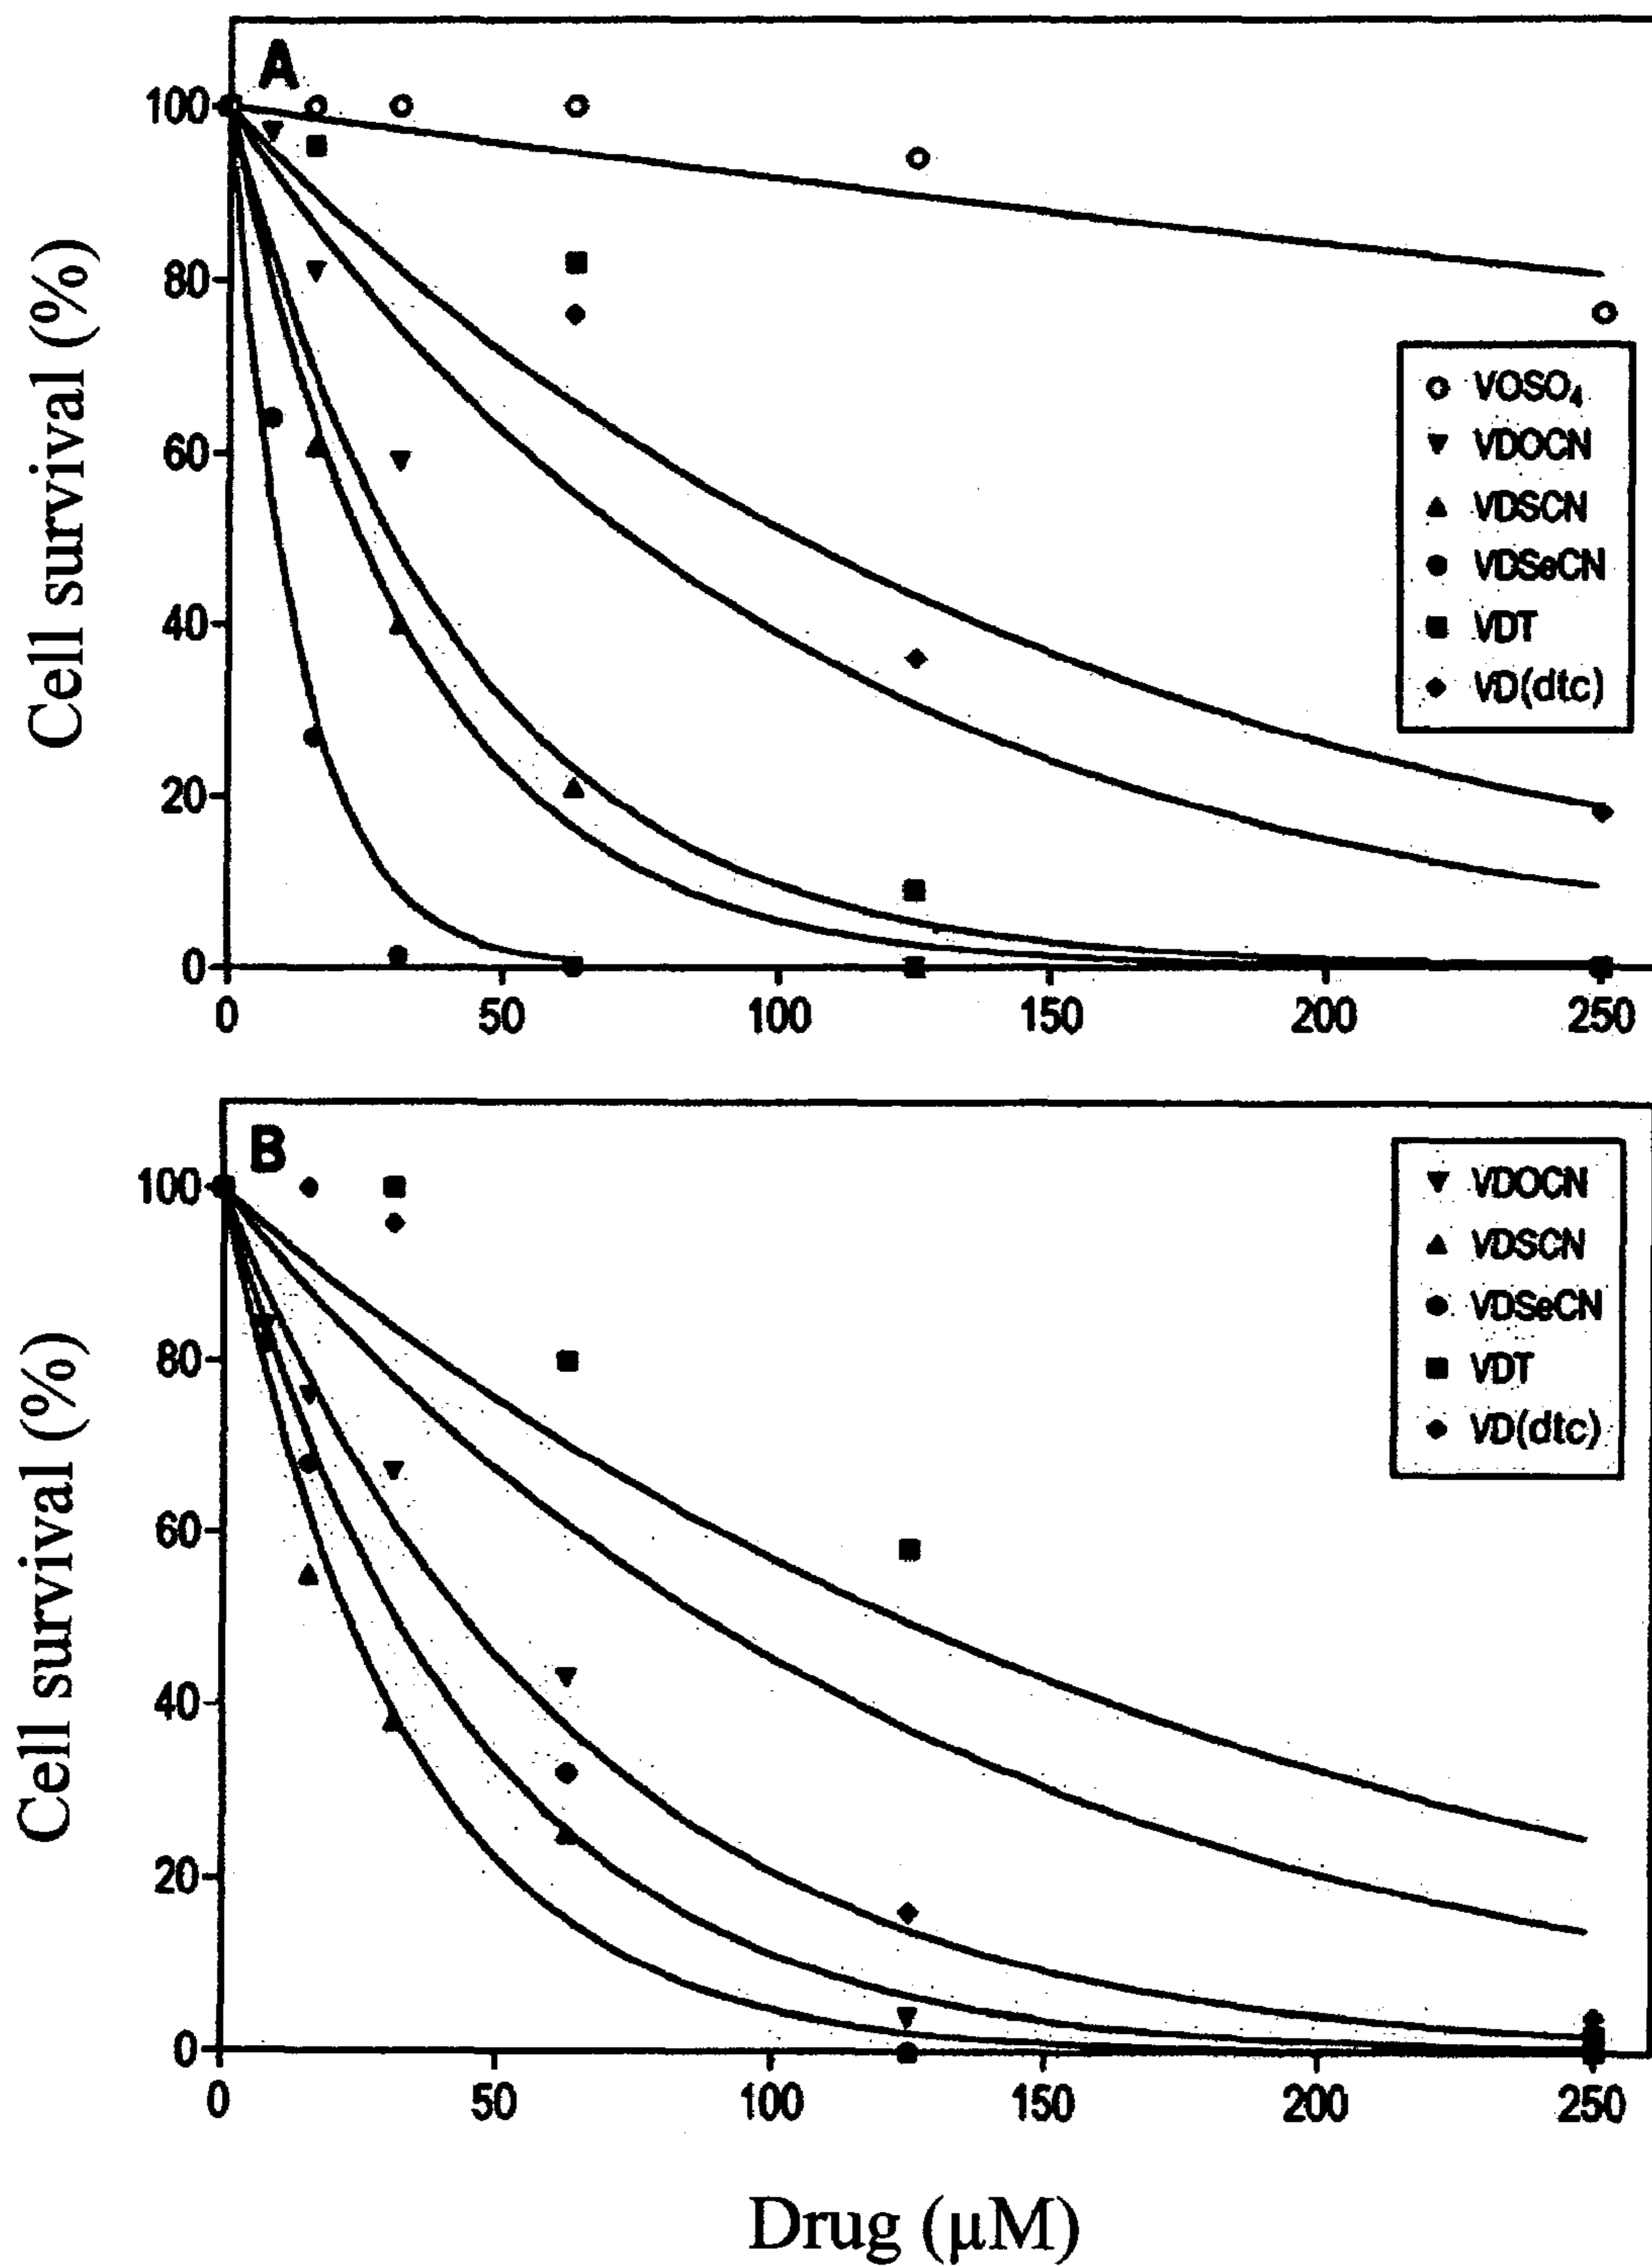 A
Cell survival (%)
100
80
60
40
20
0
0 50 100 150 200 250
VOSO₄
VDOCN
VDSCN
VDSeCN
VDT
VD(dtc)
B
Cell survival (%)
100
80
60
40
20
0
0 50 100 150 200 250
VDOCN
VDSCN
VDSeCN
VDT
VD(dtc)
Drug (μM)